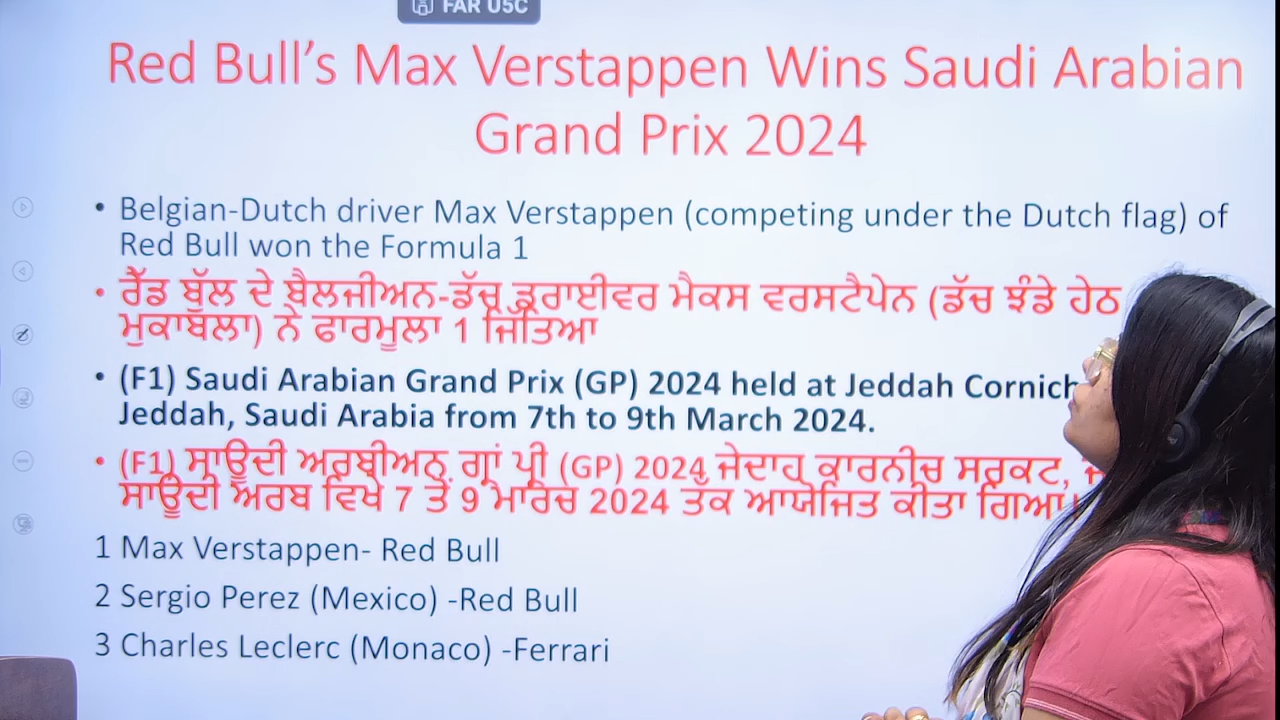 FAR U5C
Red Bull's Max Verstappen Wins Saudi Arabian
Grand Prix 2024
• Belgian-Dutch driver Max Verstappen (competing under the Dutch flag) of
Red Bull won the Formula 1
• ਰੈੱਡ ਬੁੱਲ ਦੇ ਬੈਲਜੀਅਨ-ਡੱਚ ਡਰਾਈਵਰ ਮੈਕਸ ਵਰਸਟੈਪੇਨ (ਡੱਚ ਝੰਡੇ ਹੇਠ
ਮੁਕਾਬਲਾ) ਨੇ ਫਾਰਮੂਲਾ 1 ਜਿੱਤਿਆ
• (F1) Saudi Arabian Grand Prix (GP) 2024 held at Jeddah
Jeddah, Saudi Arabia from 7th to 9th March 2024.
• (F1) ਸਾਊਦੀ ਅਰਬੀਅਨ ਗ੍ਰਾਂ ਪ੍ਰੀ (GP) 2024 ਜੇਦਾਹ ਕਾਰਨੀਚ ਸਰਕਟ,
ਸਾਊਦੀ ਅਰਬ ਵਿਖੇ 7 ਤੋਂ 9 ਮਾਰਚ 2024 ਤੱਕ ਆਯੋਜਿਤ ਕੀਤਾ ਗਿਆ।
1 Max Verstappen- Red Bull
2 Sergio Perez (Mexico) -Red Bull
3 Charles Leclerc (Monaco) -Ferrari